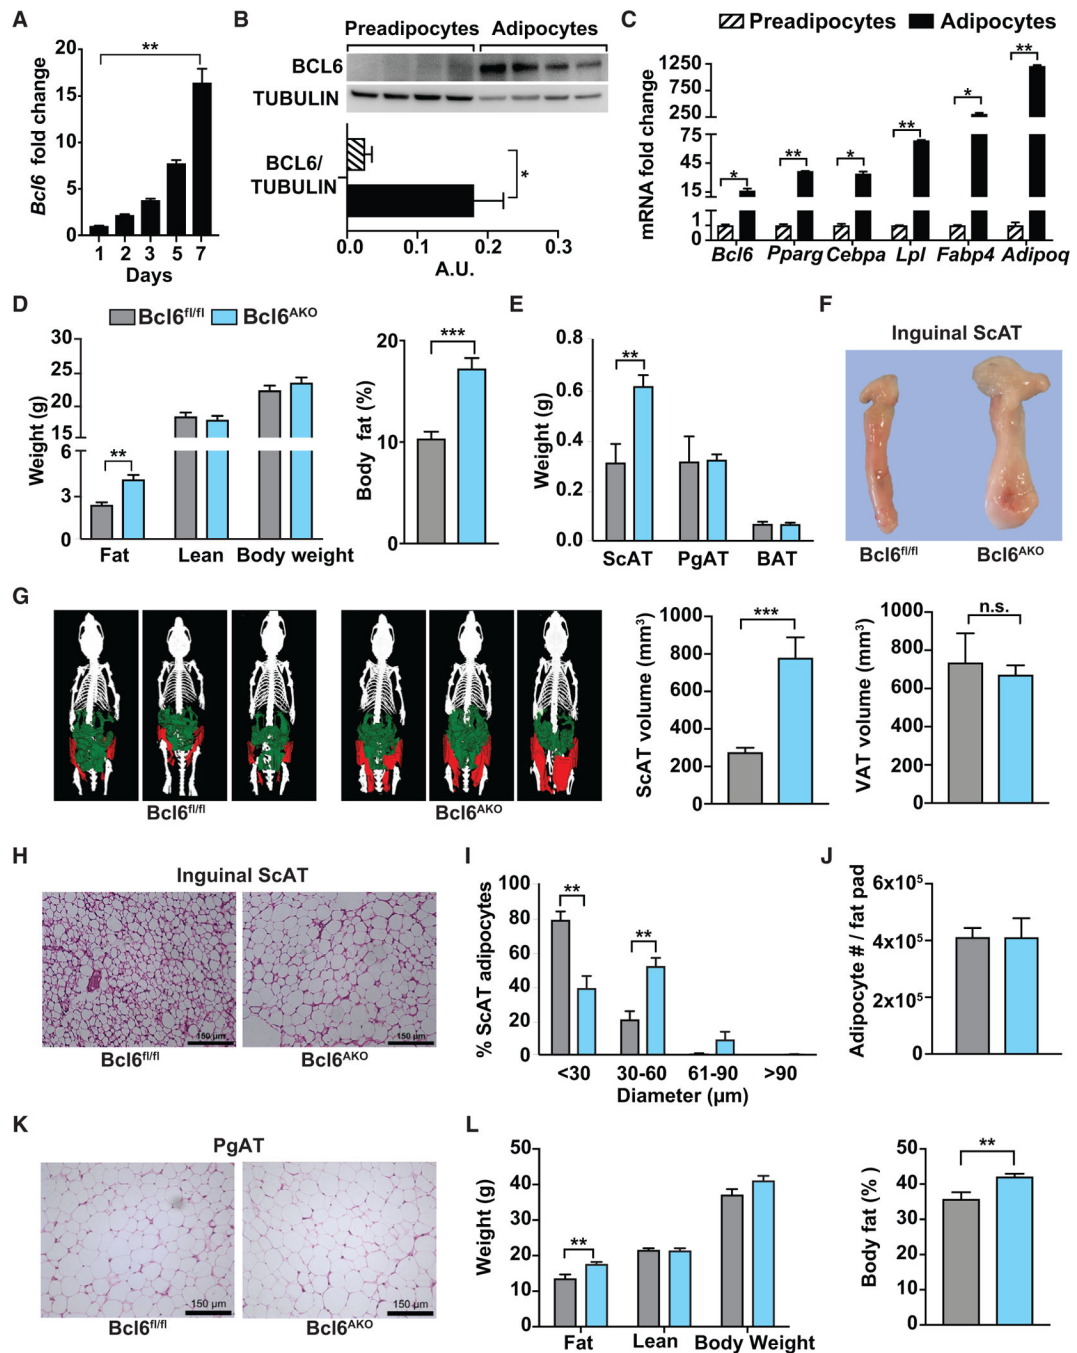 A
Bcl6 fold change
20
15
10
5
0
**
1 2 3 5 7
Days
B
Preadipocytes Adipocytes
BCL6
TUBULIN
BCL6/
TUBULIN
*
0.0 0.1 0.2 0.3
A.U.
C
Preadipocytes Adipocytes
mRNA fold change
1250
750
250
75
45
15
1
0
* ** * ** * **
Bcl6 Pparg Cebpa Lpl Fabp4 Adipoq
D
Bcl6fl/fl Bcl6AKO
Weight (g)
30
25
20
15
6
3
0
**
Fat Lean Body weight
Body fat (%)
20
10
0
***
E
Weight (g)
0.8
0.6
0.4
0.2
0.0
**
ScAT PgAT BAT
F
Inguinal ScAT
Bcl6fl/fl Bcl6AKO
G
Bcl6fl/fl Bcl6AKO
ScAT volume (mm³)
1000
800
600
400
200
0
***
VAT volume (mm³)
1000
800
600
400
200
0
n.s.
H
Inguinal ScAT
150 µm 150 µm
Bcl6fl/fl Bcl6AKO
I
% ScAT adipocytes
100
80
60
40
20
0
** **
<30 30-60 61-90 >90
Diameter (µm)
J
Adipocyte # / fat pad
6x10⁵
4x10⁵
2x10⁵
0
K
PgAT
150 µm 150 µm
Bcl6fl/fl Bcl6AKO
L
Weight (g)
50
40
30
20
10
0
**
Fat Lean Body Weight
Body fat (% )
50
40
30
20
10
0
**